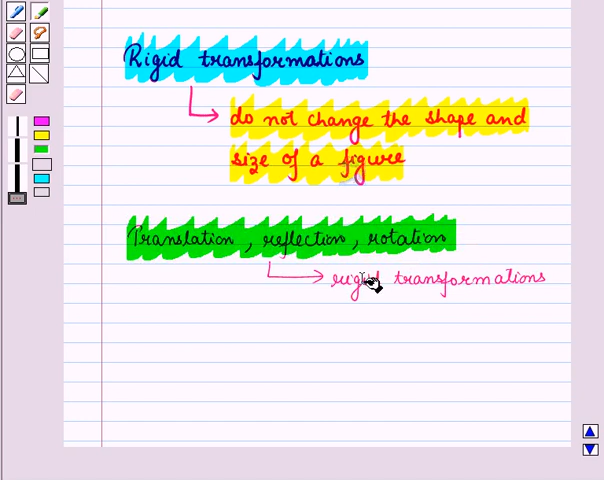 Rigid transformations
do not change the shape and
size of a figure
Translation, reflection, rotation
rigid transformations